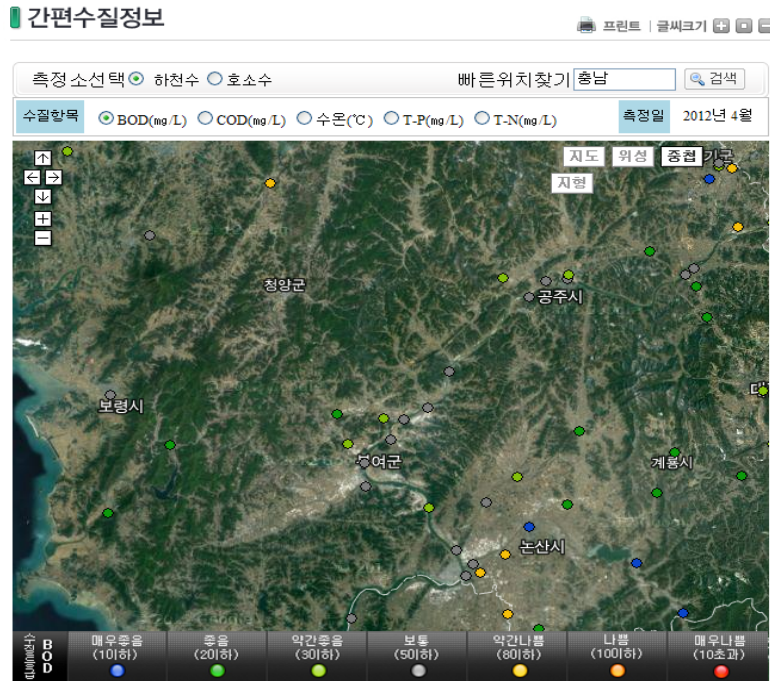 간편수질정보
프린트 | 글씨크기
측정소선택 하천수 호소수 빠른위치찾기 충남 검색
수질항목 BOD(mg/L) COD(mg/L) 수온(℃) T-P(mg/L) T-N(mg/L) 측정일 2012년 4월
지도 위성 중첩 기군
지형
청양군
공주시
보령시
부여군
계룡시
논산시
BOD
매우좋음 좋음 약간좋음 보통 약간나쁨 나쁨 매우나쁨
(1이하) (2이하) (3이하) (5이하) (8이하) (10이하) (10초과)